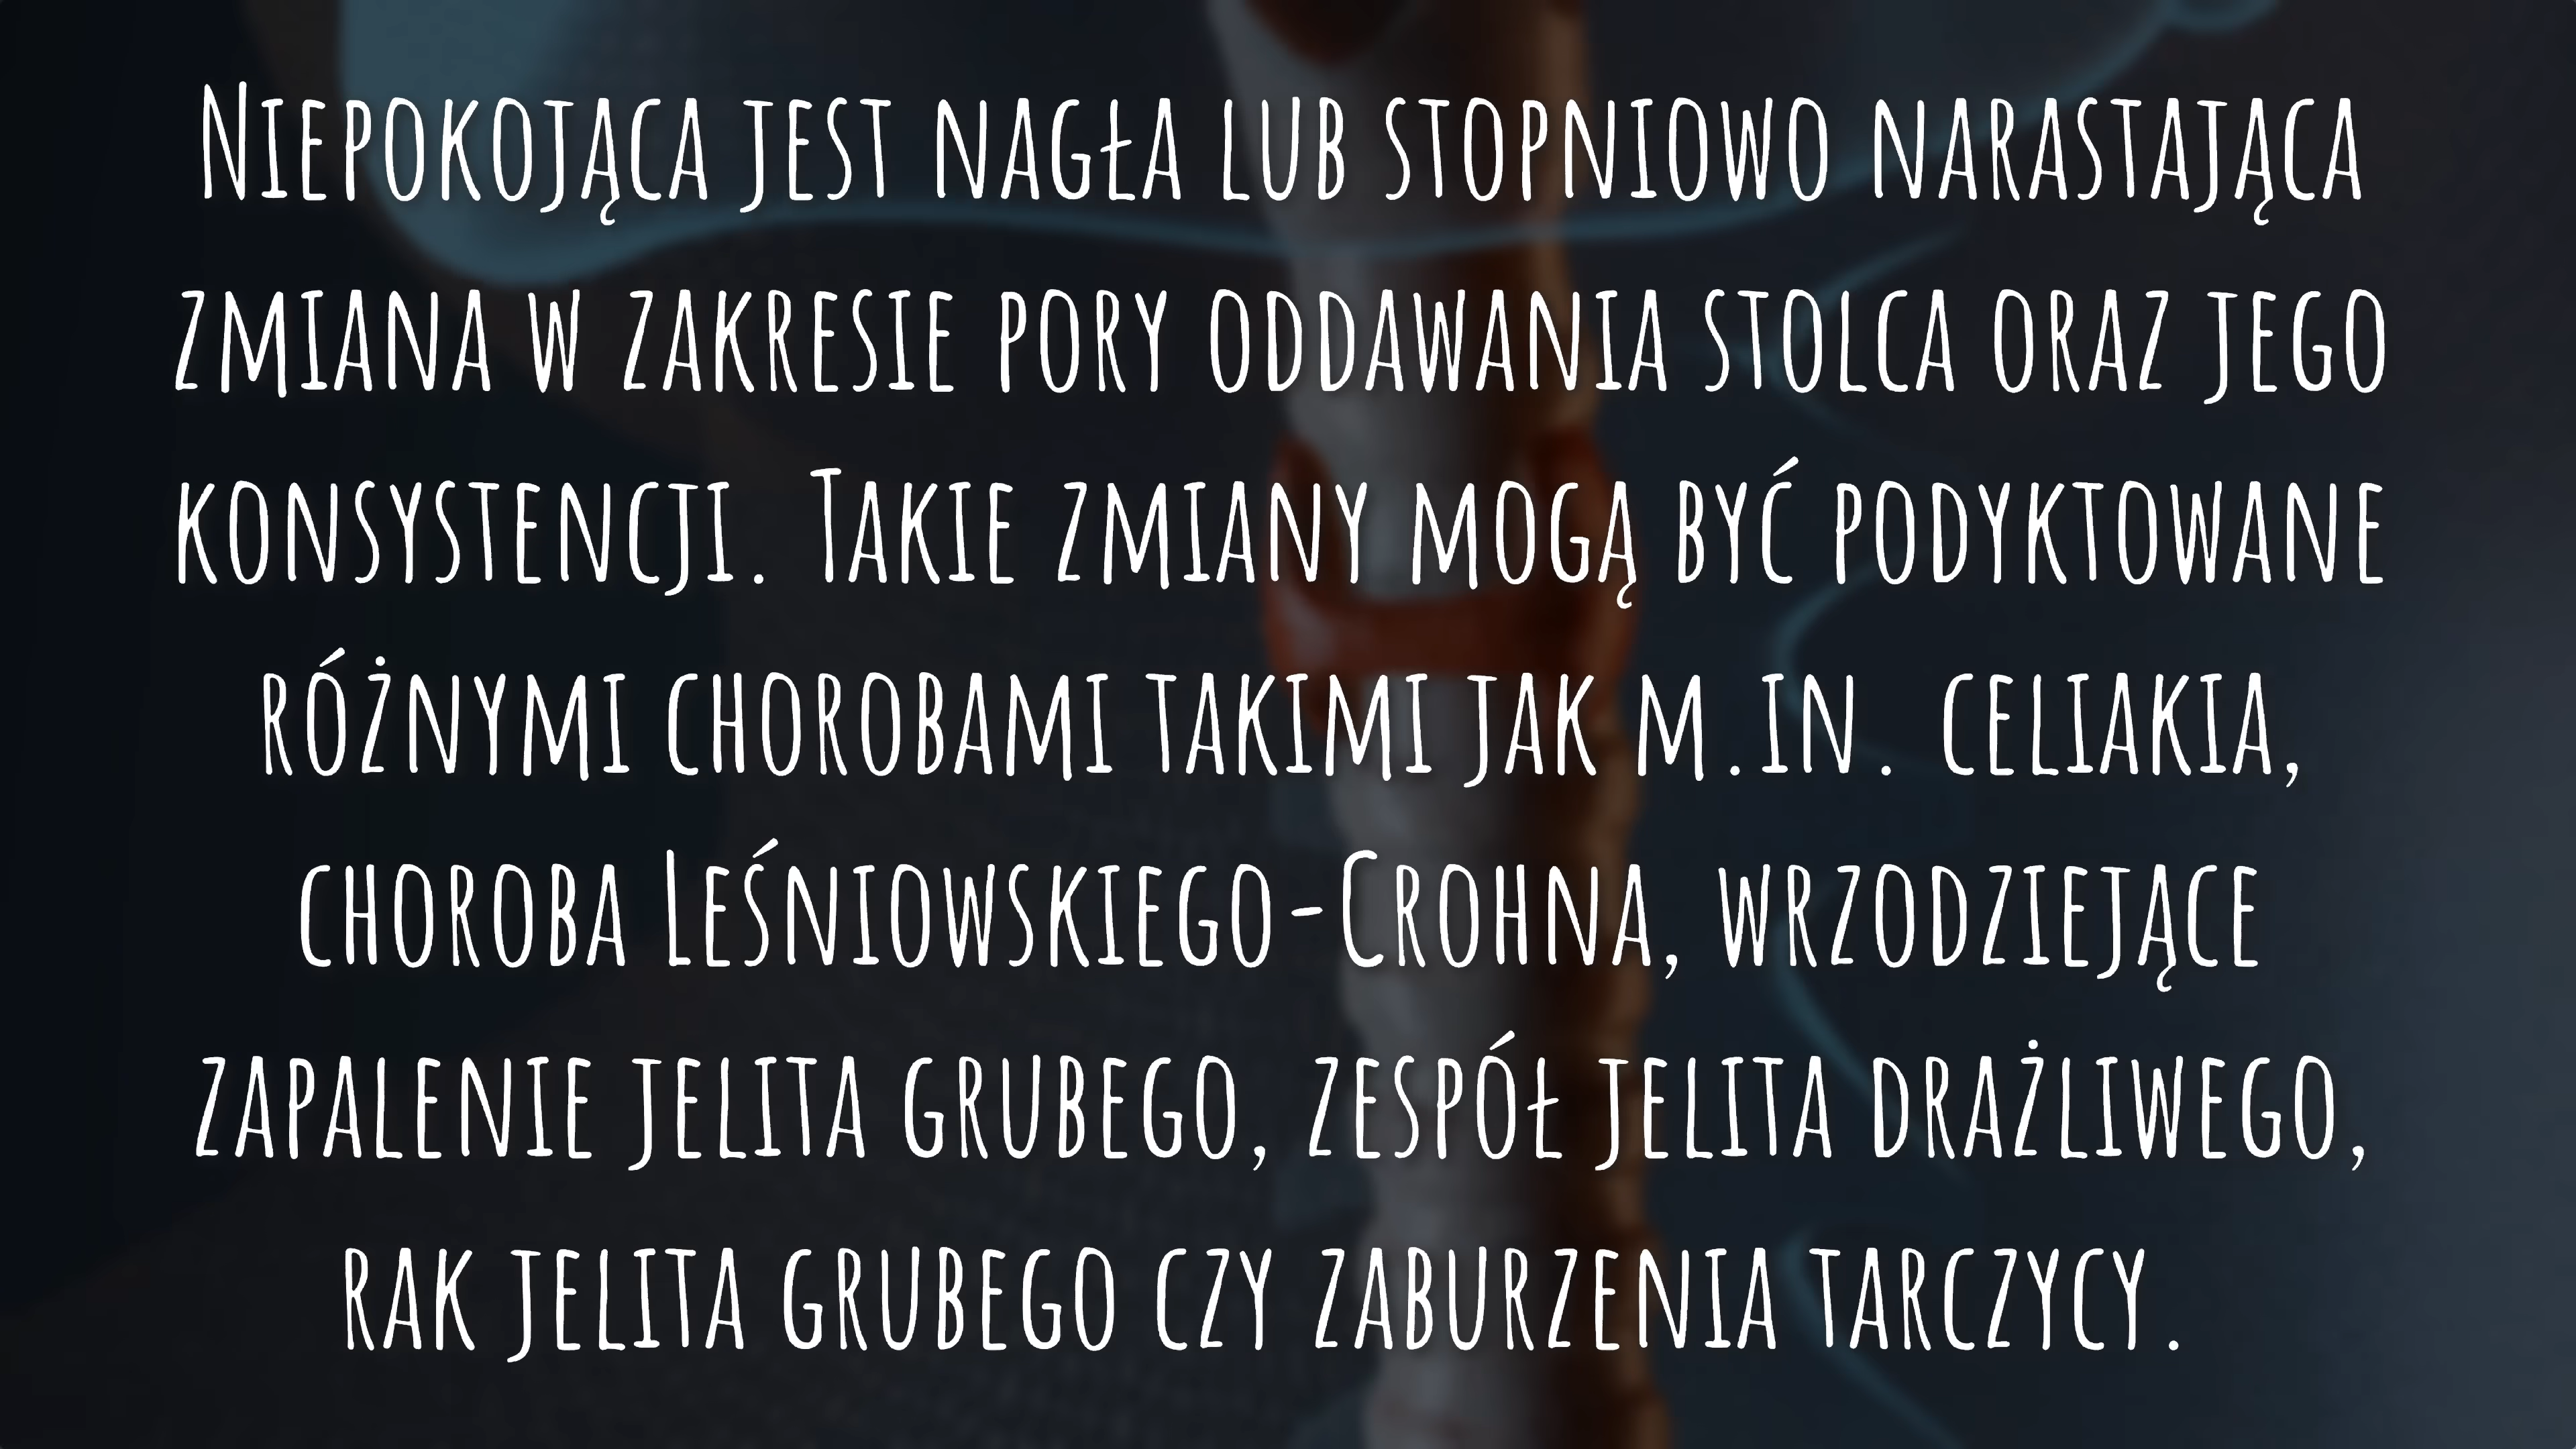 Niepokojąca jest nagła lub stopniowo narastająca
zmiana w zakresie pory oddawania stolca oraz jego
konsystencji. Takie zmiany mogą być podyktowane
różnymi chorobami takimi jak m.in. celiakia,
choroba Leśniowskiego-Crohna, wrzodziejące
zapalenie jelita grubego, zespół jelita drażliwego,
rak jelita grubego czy zaburzenia tarczycy.